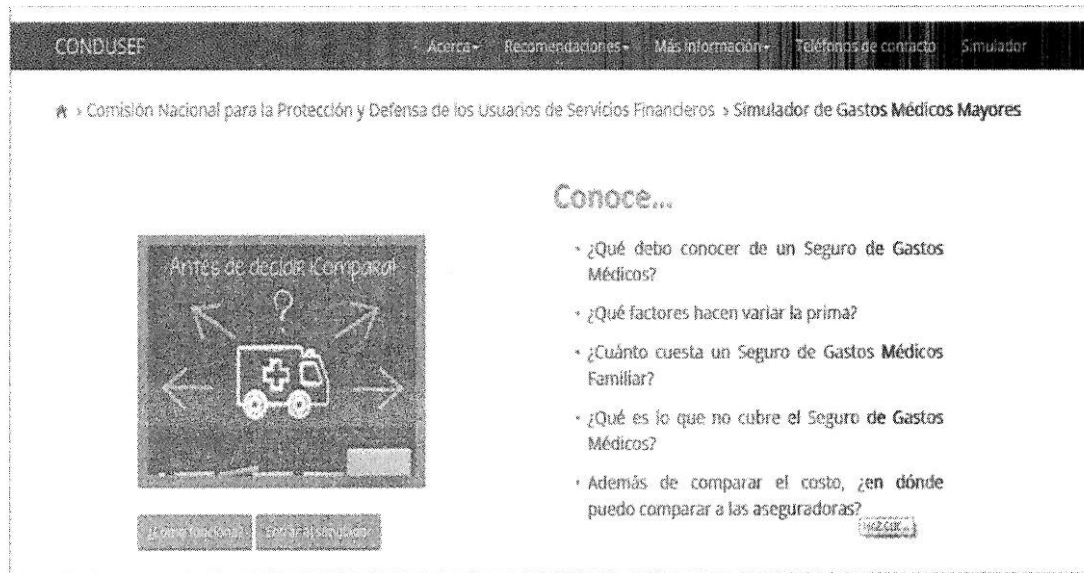 CONDUSEF
Acerca Recomendaciones Más información Teléfonos de contacto Simulador
› Comisión Nacional para la Protección y Defensa de los Usuarios de Servicios Financieros › Simulador de Gastos Médicos Mayores
Antes de decidir ¡Compara!
?
¿Cómo funciona? Entrar al simulador
Conoce...
• ¿Qué debo conocer de un Seguro de Gastos
Médicos?
• ¿Qué factores hacen variar la prima?
• ¿Cuánto cuesta un Seguro de Gastos Médicos
Familiar?
• ¿Qué es lo que no cubre el Seguro de Gastos
Médicos?
• Además de comparar el costo, ¿en dónde
puedo comparar a las aseguradoras?